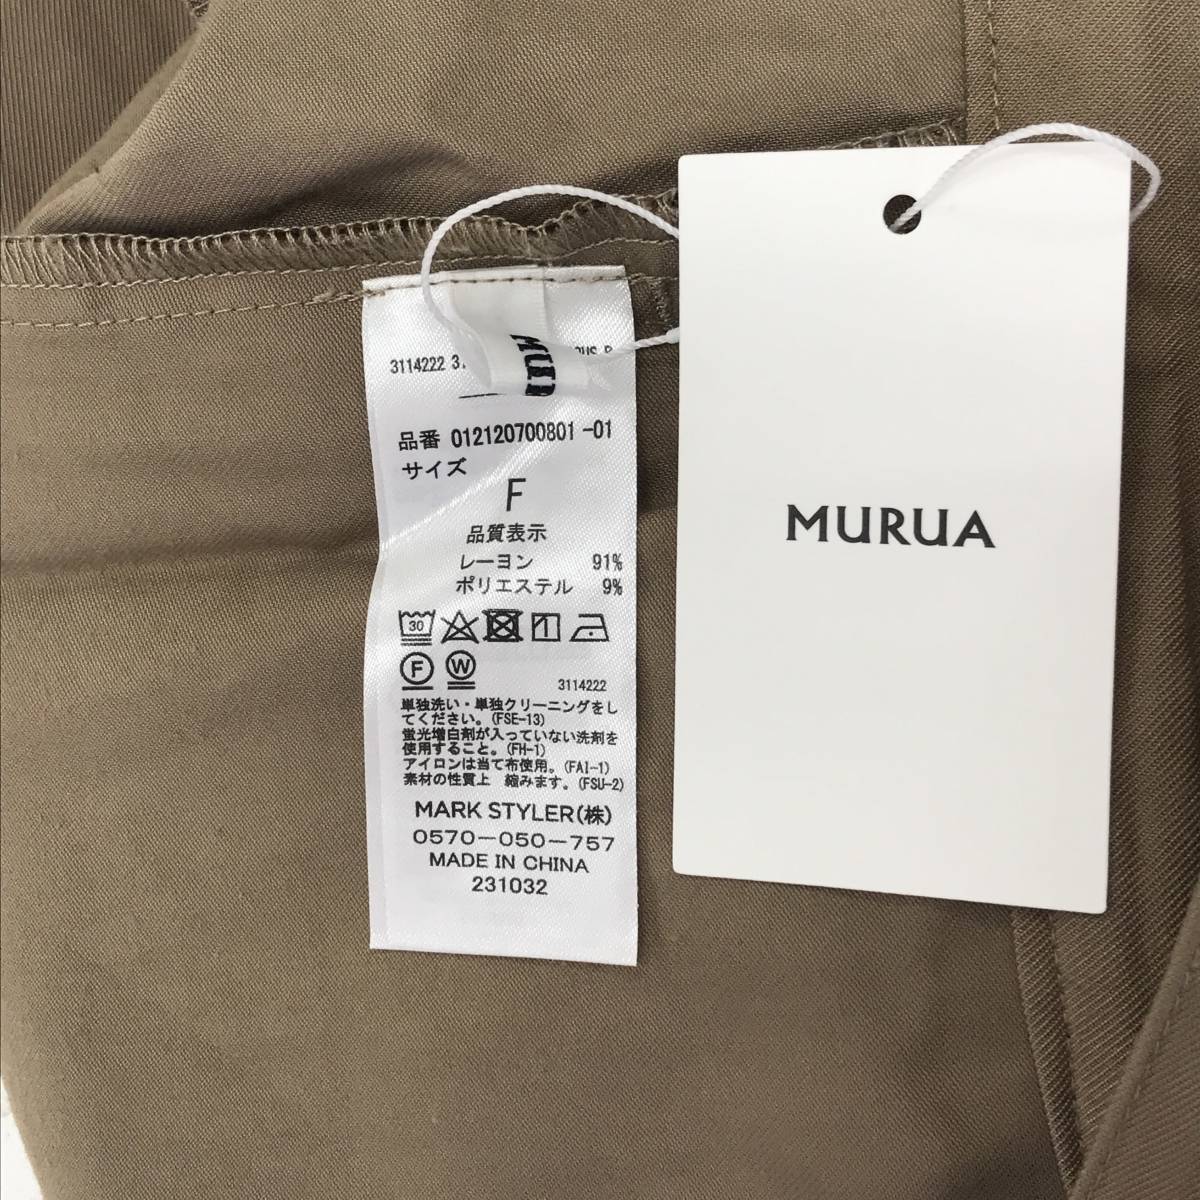 3114222
品番 012120700801 -01
サイズ
F
品質表示
レーヨン 91%
ポリエステル 9%
30
F W
3114222
単独洗い・単独クリーニングをし
てください。(FSE-13)
蛍光増白剤が入っていない洗剤を
使用すること。(FH-1)
アイロンは当て布使用。(FAI-1)
素材の性質上 縮みます。(FSU-2)
MARK STYLER(株)
0570-050-757
MADE IN CHINA
231032
MURUA